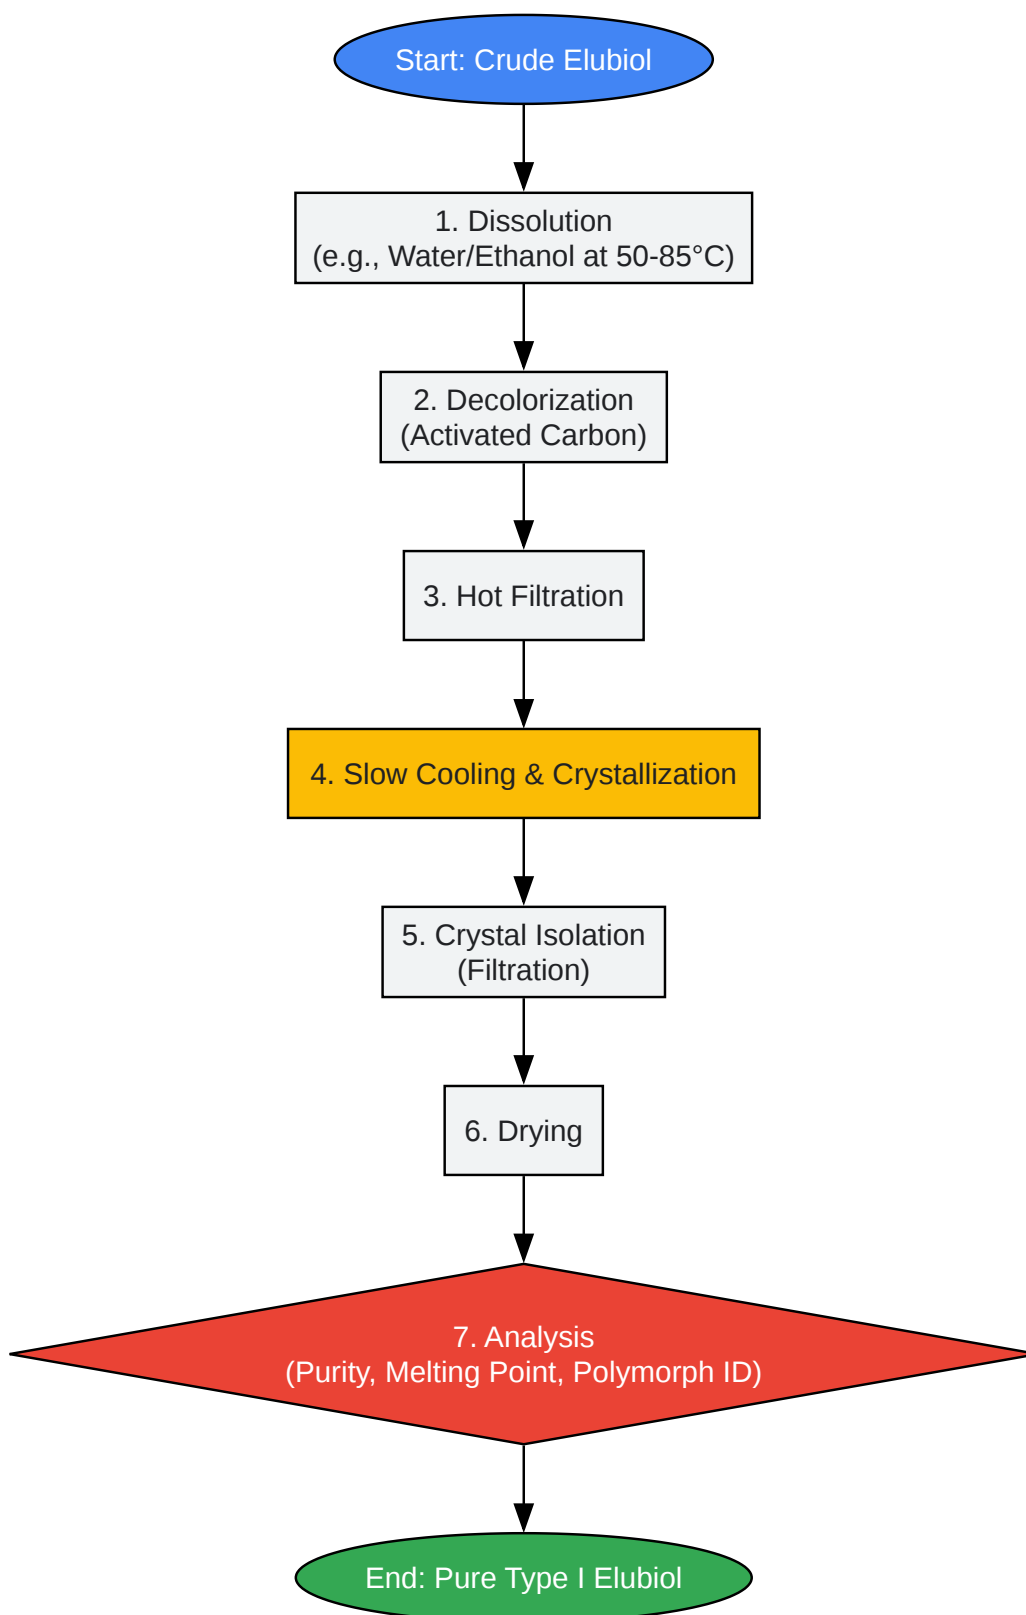 Start: Crude Elubiol
1. Dissolution
(e.g., Water/Ethanol at 50-85°C)
2. Decolorization
(Activated Carbon)
3. Hot Filtration
4. Slow Cooling & Crystallization
5. Crystal Isolation
(Filtration)
6. Drying
7. Analysis
(Purity, Melting Point, Polymorph ID)
End: Pure Type I Elubiol